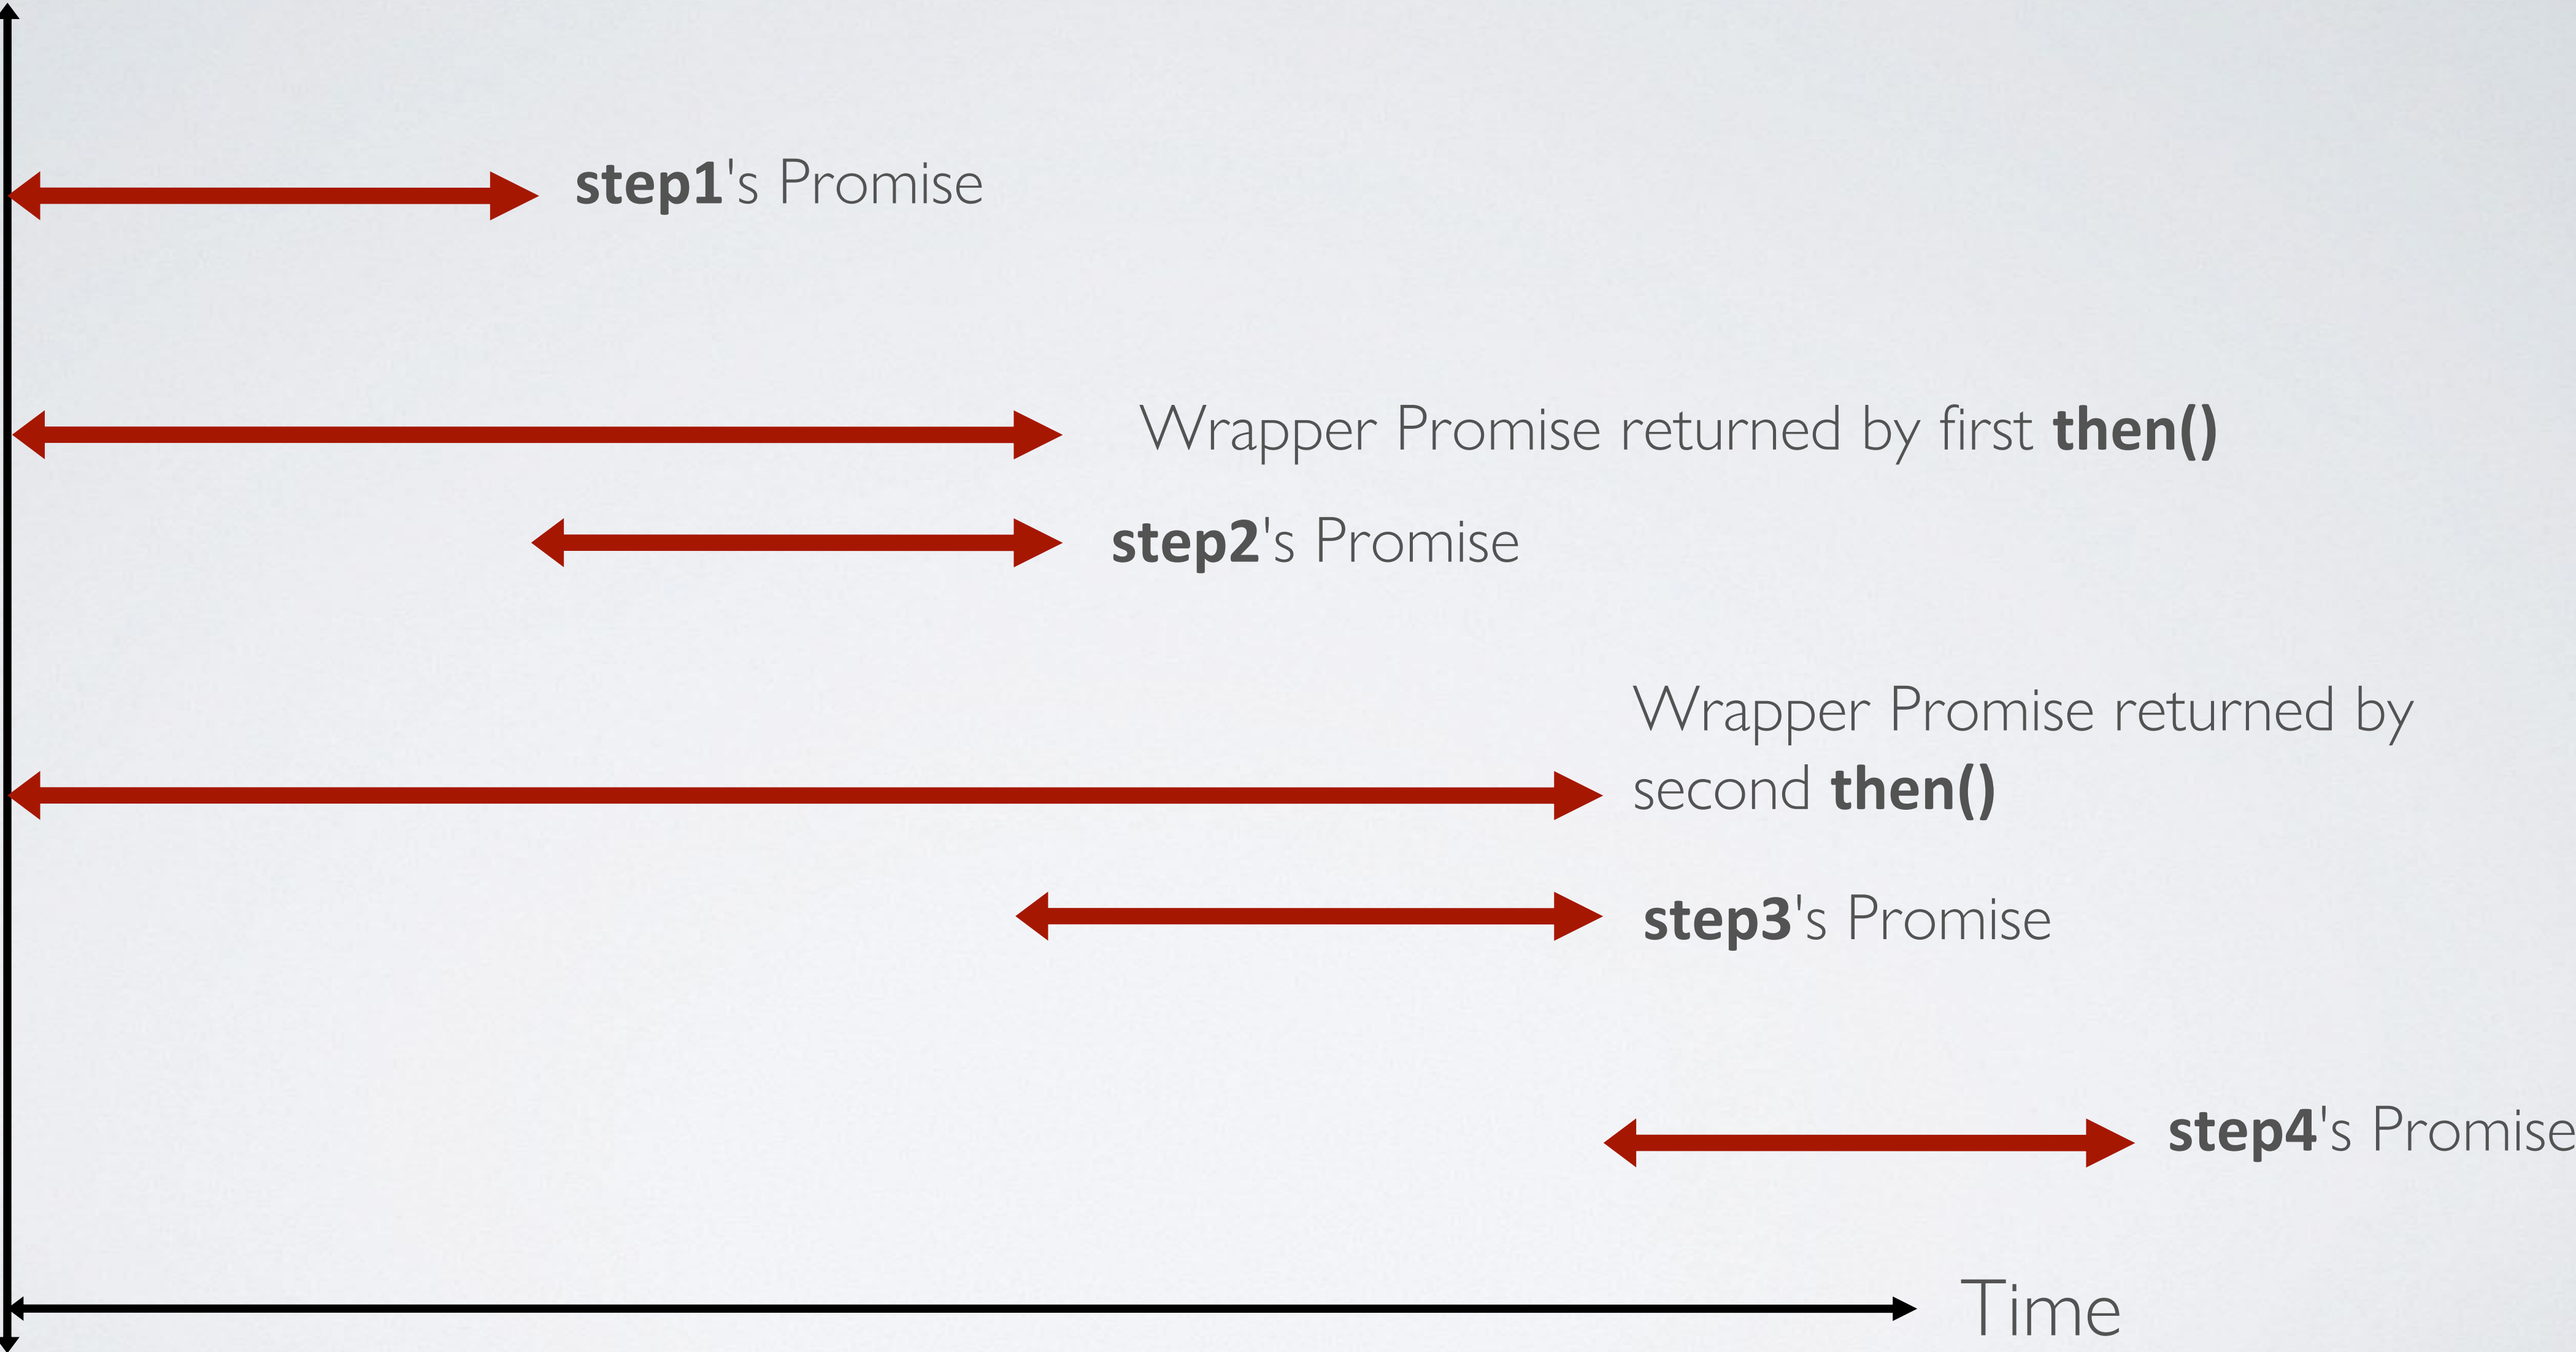 step1's Promise
Wrapper Promise returned by first then()
step2's Promise
Wrapper Promise returned by
second then()
step3's Promise
step4's Promise
Time